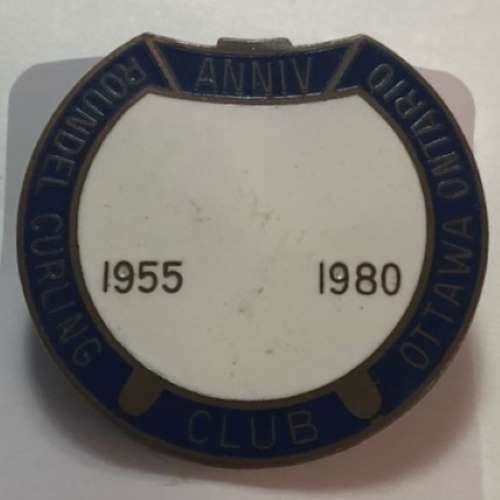 ANNIV
ROUNDEL CURLING
CLUB
OTTAWA ONTARIO
1955
1980